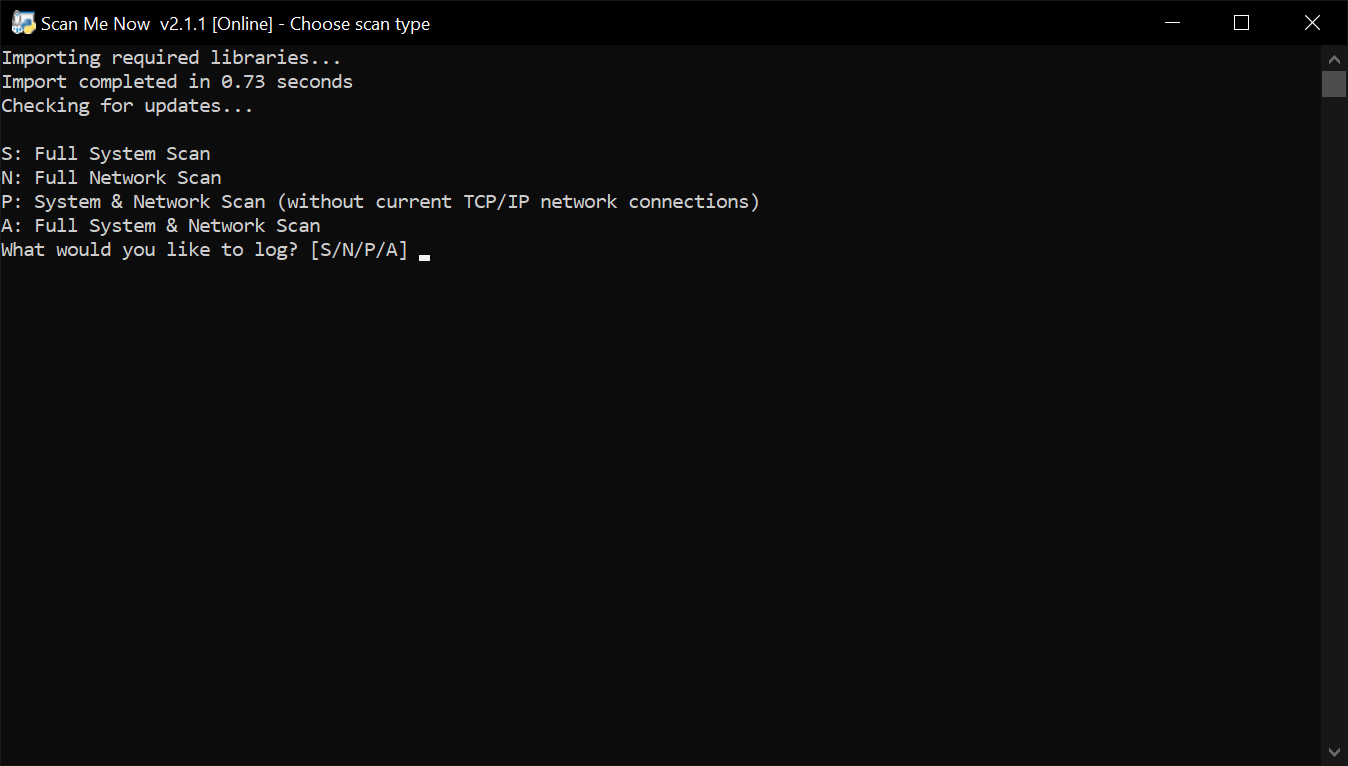 Scan Me Now  v2.1.1 [Online] - Choose scan type
Importing required libraries...
Import completed in 0.73 seconds
Checking for updates...
S: Full System Scan
N: Full Network Scan
P: System & Network Scan (without current TCP/IP network connections)
A: Full System & Network Scan
What would you like to log? [S/N/P/A]